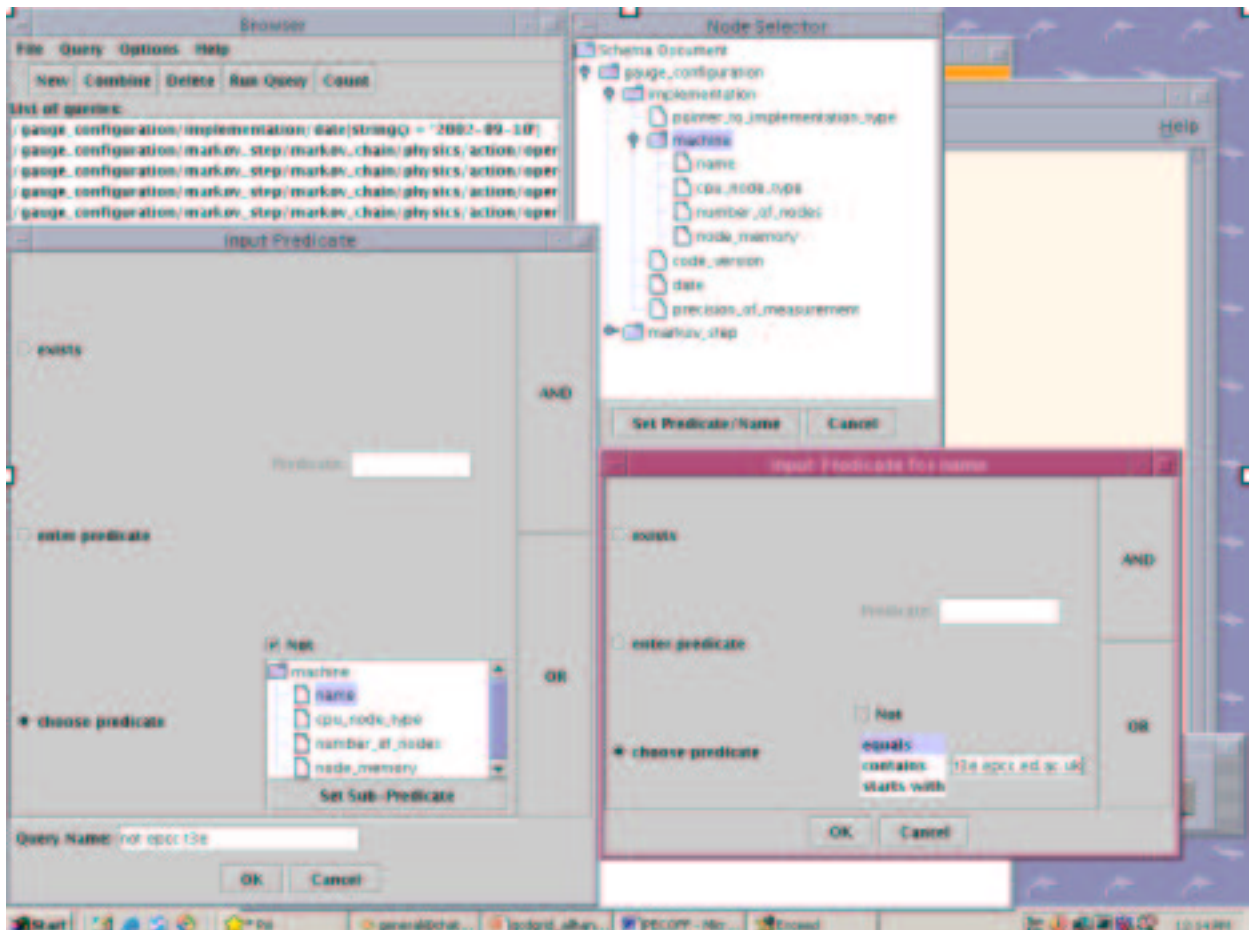 Browser
File Query Options Help
New Combine Delete Run Query Count
List of queries:
/gauge_configuration/implementation/date[string() = '2002-09-10']
/gauge_configuration/markov_step/markov_chain/physics/action/oper
/gauge_configuration/markov_step/markov_chain/physics/action/oper
/gauge_configuration/markov_step/markov_chain/physics/action/oper
/gauge_configuration/markov_step/markov_chain/physics/action/oper
Node Selector
Schema Document
gauge_configuration
implementation
pointer_to_implementation_type
machine
name
cpu_node_type
number_of_nodes
node_memory
code_version
date
precision_of_measurement
markov_step
Set Predicate/Name Cancel
Help
Input Predicate
exists
AND
Predicate:
enter predicate
Not
machine
name
cpu_node_type
number_of_nodes
node_memory
choose predicate
OR
Set Sub-Predicate
Query Name: not epcc t3e
OK Cancel
Input Predicate for name
exists
AND
Predicate:
enter predicate
Not
choose predicate
equals
contains
starts with
t3e.epcc.ed.ac.uk
OR
OK Cancel
Start
Exceed
12:14 PM